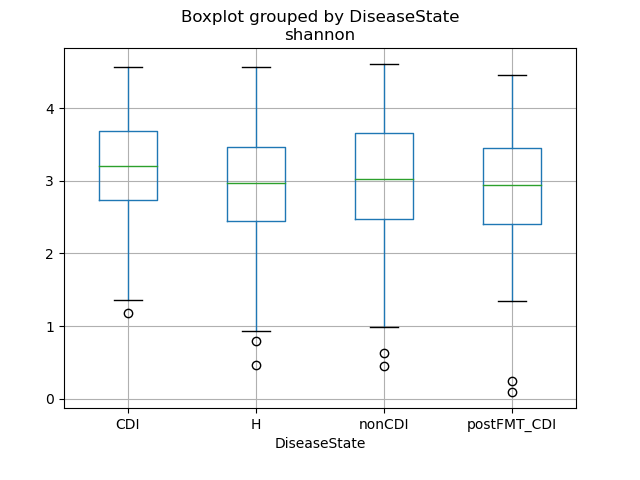 Boxplot grouped by DiseaseState
shannon
4
3
2
1
0
CDI
H
nonCDI
postFMT_CDI
DiseaseState